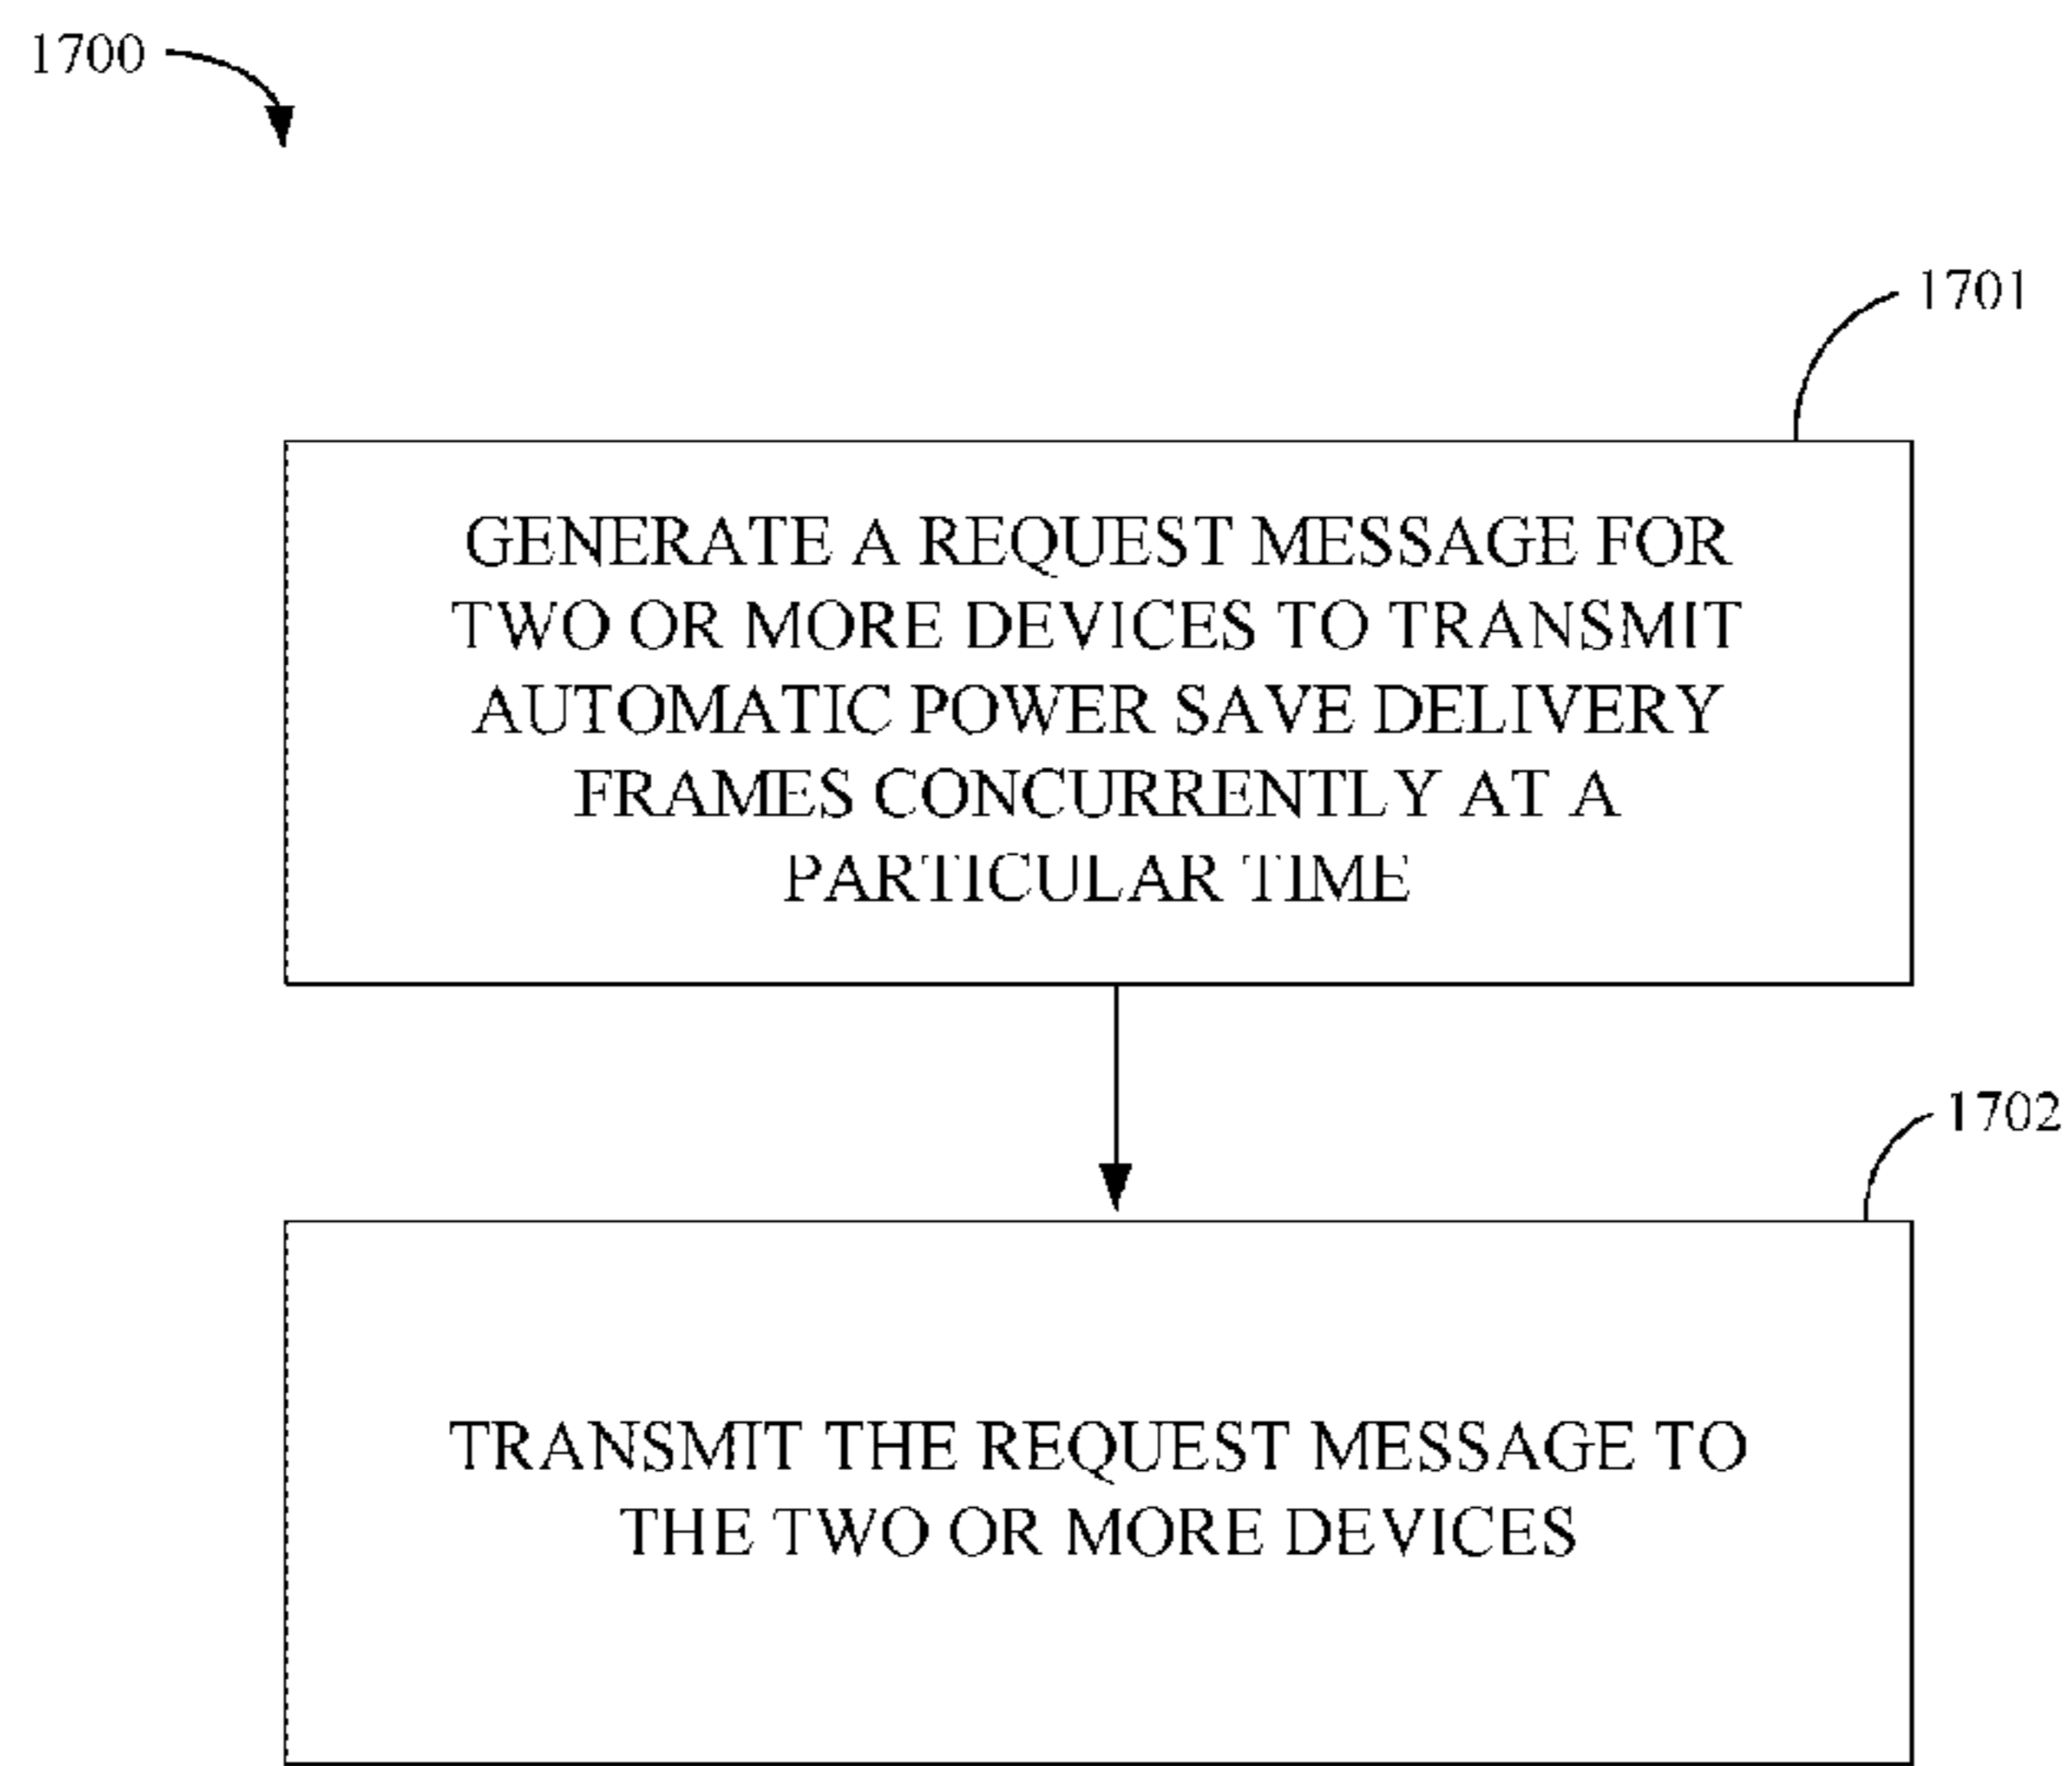 1700
1701
GENERATE A REQUEST MESSAGE FOR
TWO OR MORE DEVICES TO TRANSMIT
AUTOMATIC POWER SAVE DELIVERY
FRAMES CONCURRENTLY AT A
PARTICULAR TIME
1702
TRANSMIT THE REQUEST MESSAGE TO
THE TWO OR MORE DEVICES